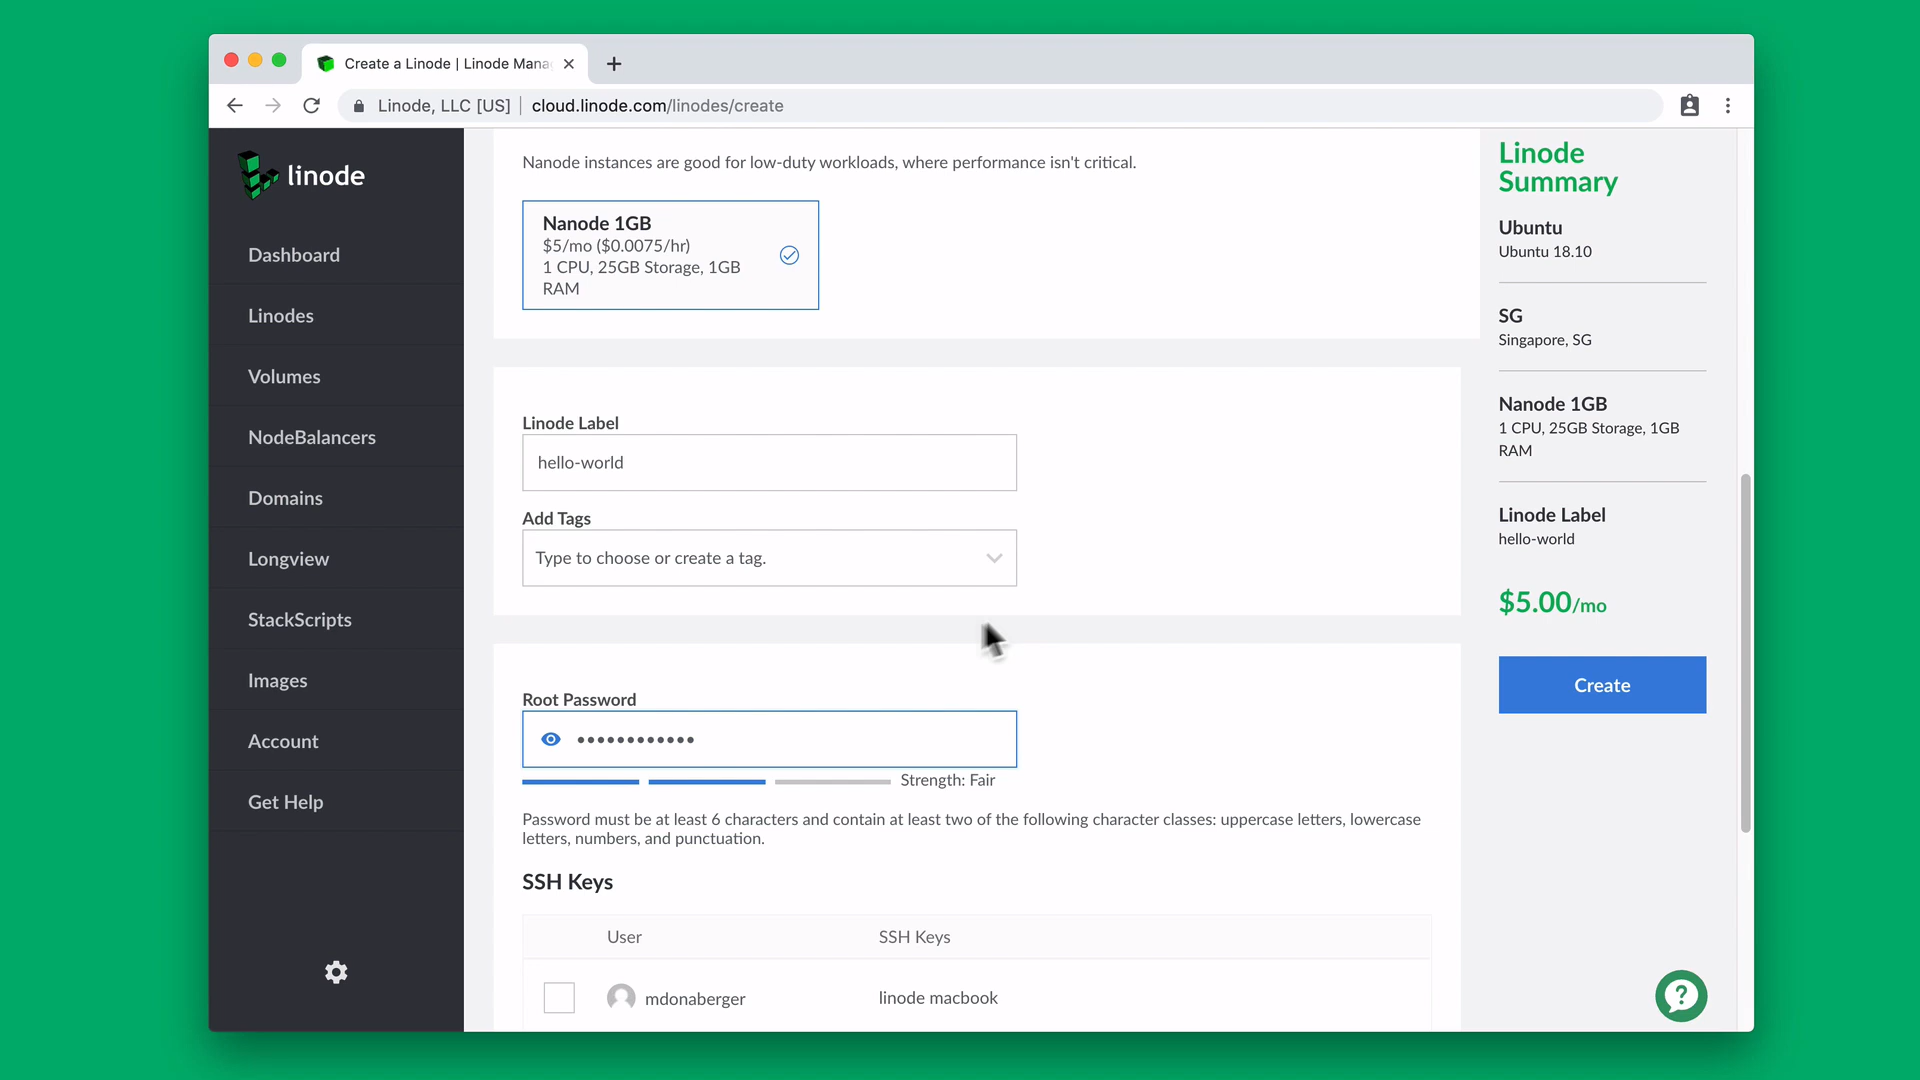 Create a Linode | Linode Mana
Linode, LLC [US] | cloud.linode.com/linodes/create
linode
Dashboard
Linodes
Volumes
NodeBalancers
Domains
Longview
StackScripts
Images
Account
Get Help
Nanode instances are good for low-duty workloads, where performance isn't critical.
Nanode 1GB
$5/mo ($0.0075/hr)
1 CPU, 25GB Storage, 1GB
RAM
Linode Label
hello-world
Add Tags
Type to choose or create a tag.
Root Password
••••••••••••
Strength: Fair
Password must be at least 6 characters and contain at least two of the following character classes: uppercase letters, lowercase
letters, numbers, and punctuation.
SSH Keys
User SSH Keys
mdonaberger linode macbook
Linode
Summary
Ubuntu
Ubuntu 18.10
SG
Singapore, SG
Nanode 1GB
1 CPU, 25GB Storage, 1GB
RAM
Linode Label
hello-world
$5.00/mo
Create